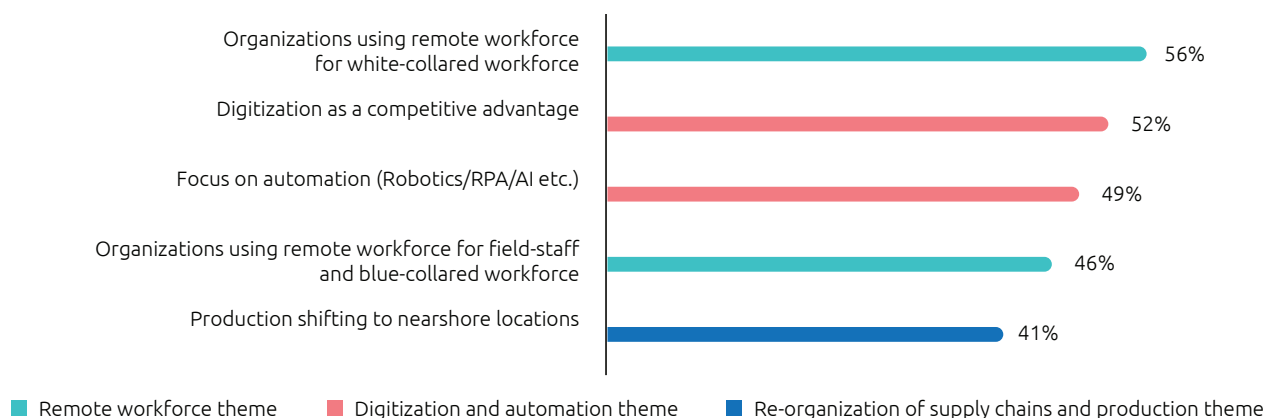 Organizations using remote workforce
for white-collared workforce
56%
Digitization as a competitive advantage
52%
Focus on automation (Robotics/RPA/AI etc.)
49%
Organizations using remote workforce for field-staff
and blue-collared workforce
46%
Production shifting to nearshore locations
41%
Remote workforce theme
Digitization and automation theme
Re-organization of supply chains and production theme